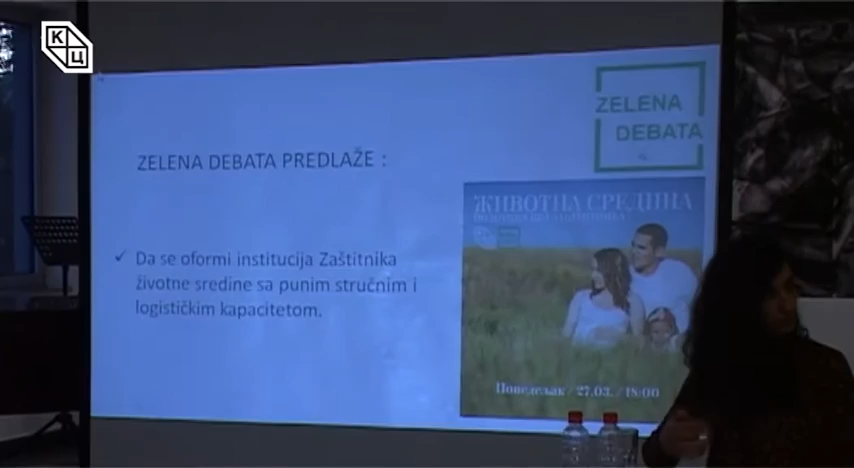 К
Ц
ZELENA
DEBATA
ZELENA DEBATA PREDLAŽE :
✓ Da se oformi institucija Zaštitnika
životne sredine sa punim stručnim i
logističkim kapacitetom.
ЖИВОТНА СРЕДИНА
Понедељак / 27.03. / 18:00